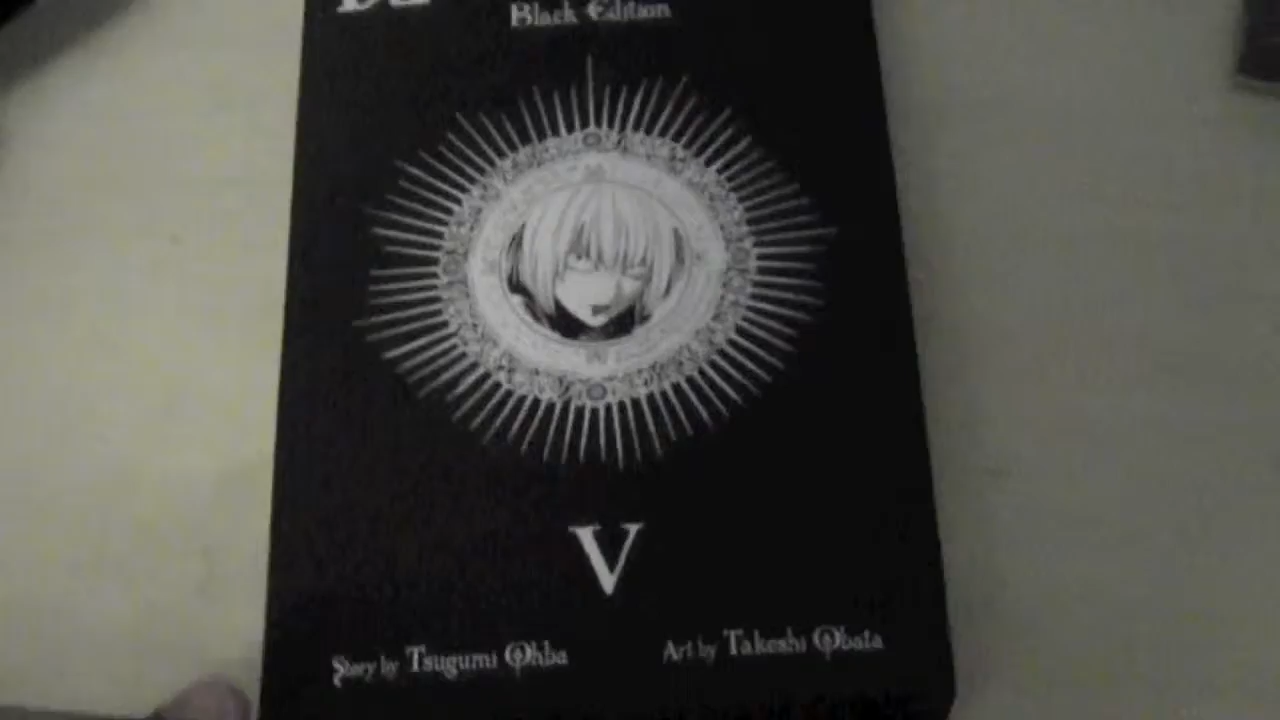 Black Edition
V
Story by Tsugumi Ohba
Art by Takeshi Obata